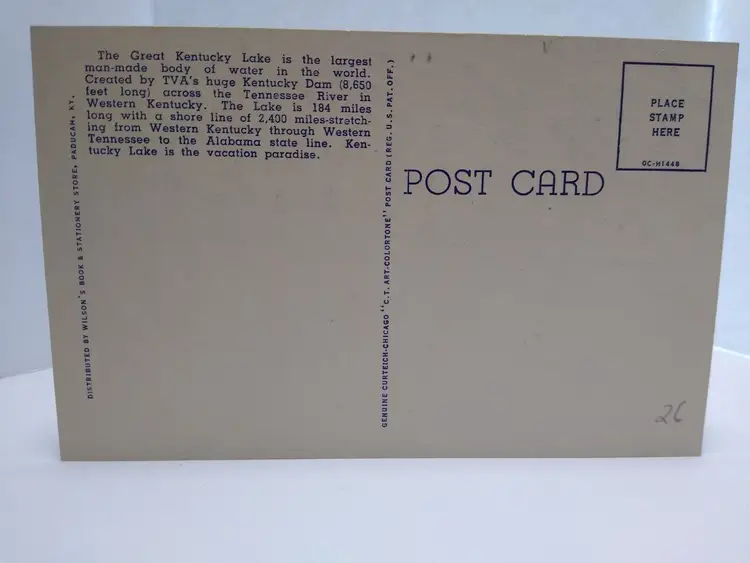 The Great Kentucky Lake is the largest
man-made body of water in the world.
Created by TVA's huge Kentucky Dam (8,650
feet long) across the Tennessee River in
Western Kentucky. The Lake is 184 miles
long with a shore line of 2,400 miles-stretch-
ing from Western Kentucky through Western
Tennessee to the Alabama state line. Ken-
tucky Lake is the vacation paradise.
DISTRIBUTED BY WILSON'S BOOK & STATIONERY STORE, PADUCAH, KY.
GENUINE CURTEICH-CHICAGO "C.T. ART-COLORTONE" POST CARD (REG. U.S. PAT. OFF.)
POST CARD
PLACE
STAMP
HERE
OC-H1448
26